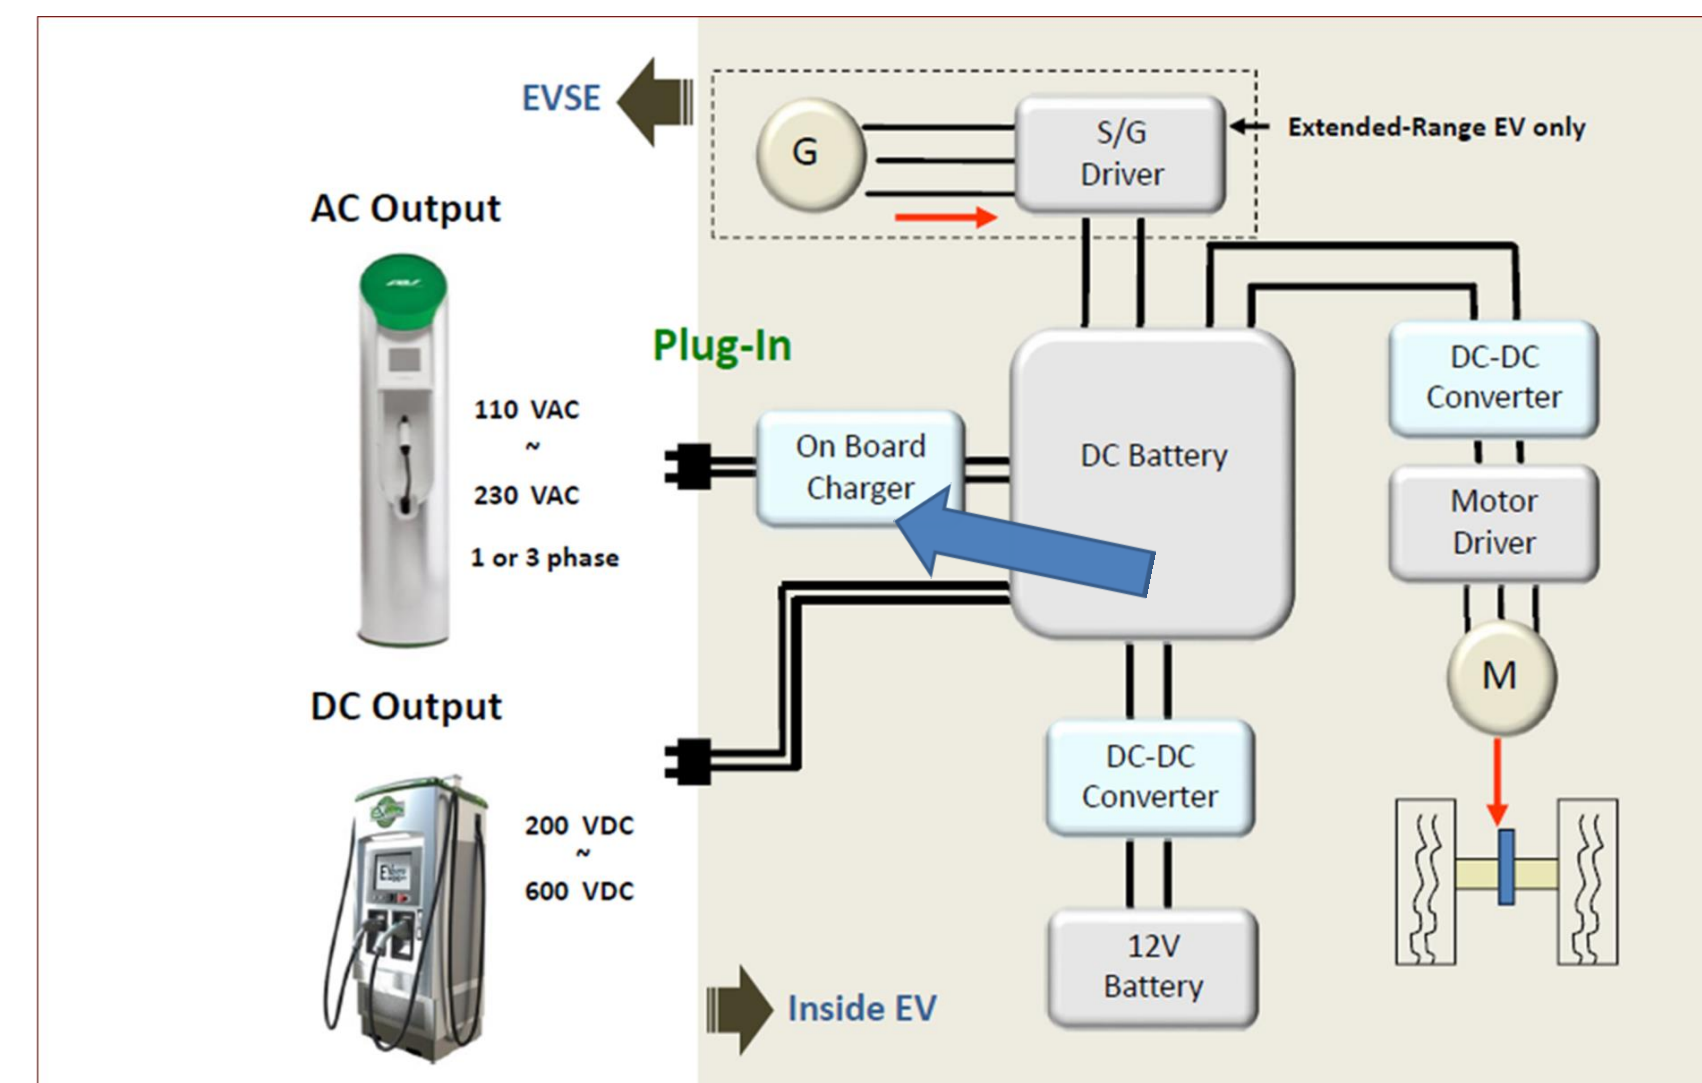 EVSE
G
S/G
Driver
Extended-Range EV only
AC Output
Plug-In
110 VAC
~
230 VAC
1 or 3 phase
On Board
Charger
DC Battery
DC-DC
Converter
Motor
Driver
M
DC Output
200 VDC
~
600 VDC
DC-DC
Converter
12V
Battery
Inside EV